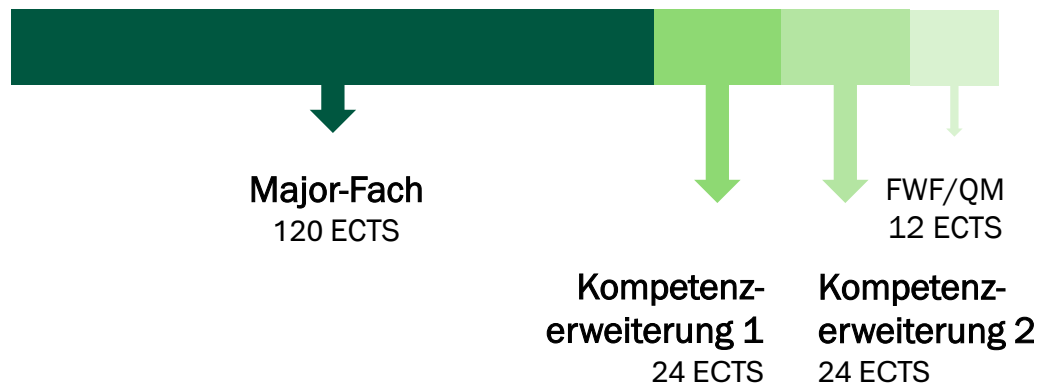 Major-Fach
120 ECTS
FWF/QM
12 ECTS
Kompetenz-
erweiterung 1
24 ECTS
Kompetenz-
erweiterung 2
24 ECTS